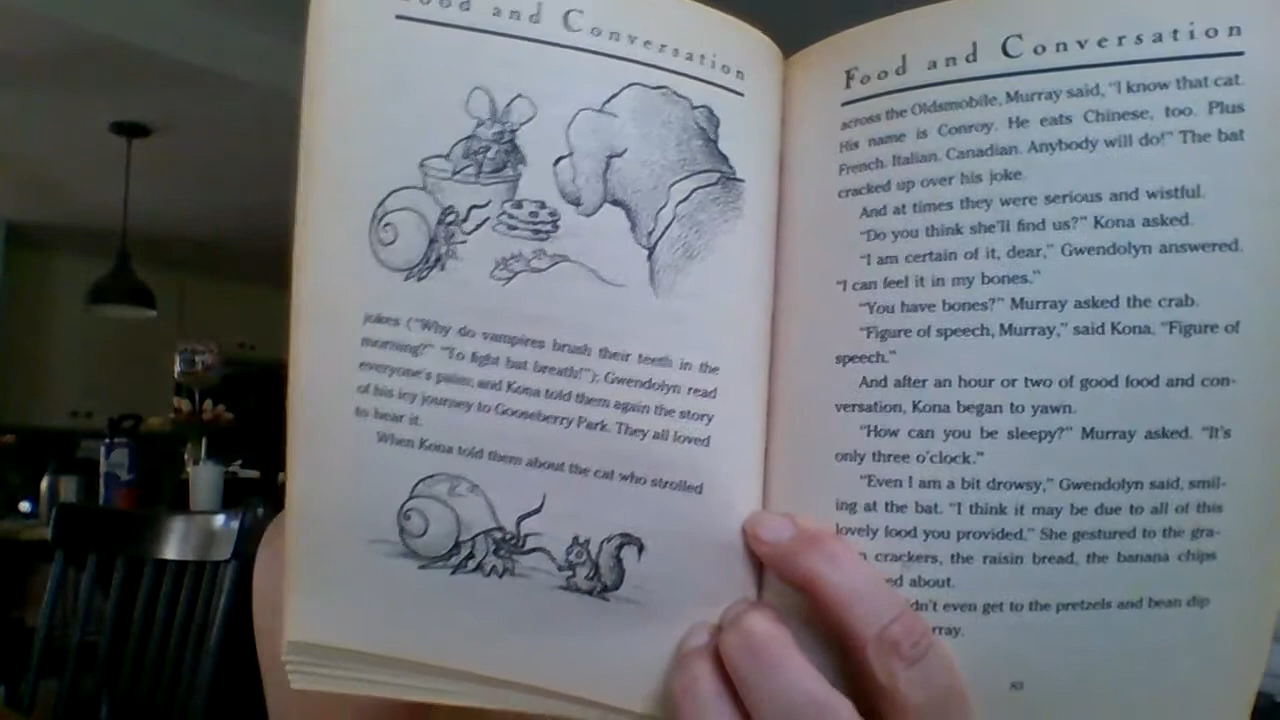 Food and Conversation
jokes ("Why do vampires brush their teeth in the
morning?" "To fight bat breath!"); Gwendolyn read
everyone's palm; and Kona told them again the story
of his icy journey to Gooseberry Park. They all loved
to hear it.
When Kona told them about the cat who strolled
Food and Conversation
across the Oldsmobile, Murray said, "I know that cat.
His name is Conroy. He eats Chinese, too. Plus
French. Italian. Canadian. Anybody will do!" The bat
cracked up over his joke.
And at times they were serious and wistful.
"Do you think she'll find us?" Kona asked.
"I am certain of it, dear," Gwendolyn answered.
"I can feel it in my bones."
"You have bones?" Murray asked the crab.
"Figure of speech, Murray," said Kona. "Figure of
speech."
And after an hour or two of good food and con-
versation, Kona began to yawn.
"How can you be sleepy?" Murray asked. "It's
only three o'clock."
"Even I am a bit drowsy," Gwendolyn said, smil-
ing at the bat. "I think it may be due to all of this
lovely food you provided." She gestured to the gra-
crackers, the raisin bread, the banana chips
about.
even get to the pretzels and bean dip